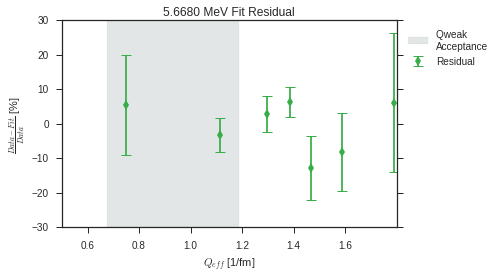 5.6680 MeV Fit Residual
30
20
10
0
−10
−20
−30
0.6
0.8
1.0
1.2
1.4
1.6
Data − Fit
Data
[%]
Q_eff [1/fm]
Qweak
Acceptance
Residual